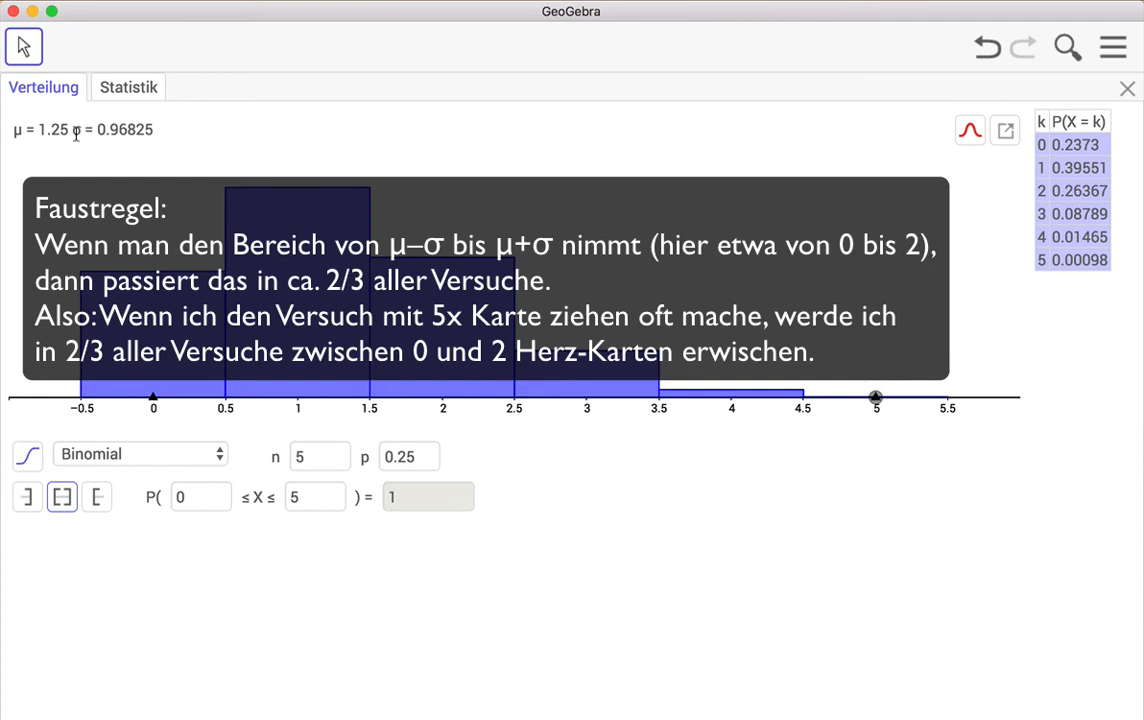 GeoGebra
Verteilung Statistik
µ = 1.25 σ = 0.96825
k P(X = k)
0 0.2373
1 0.39551
2 0.26367
3 0.08789
4 0.01465
5 0.00098
Faustregel:
Wenn man den Bereich von µ–σ bis µ+σ nimmt (hier etwa von 0 bis 2),
dann passiert das in ca. 2/3 aller Versuche.
Also: Wenn ich den Versuch mit 5x Karte ziehen oft mache, werde ich
in 2/3 aller Versuche zwischen 0 und 2 Herz-Karten erwischen.
−0.5 0 0.5 1 1.5 2 2.5 3 3.5 4 4.5 5 5.5
Binomial n 5 p 0.25
P( 0 ≤ X ≤ 5 ) = 1